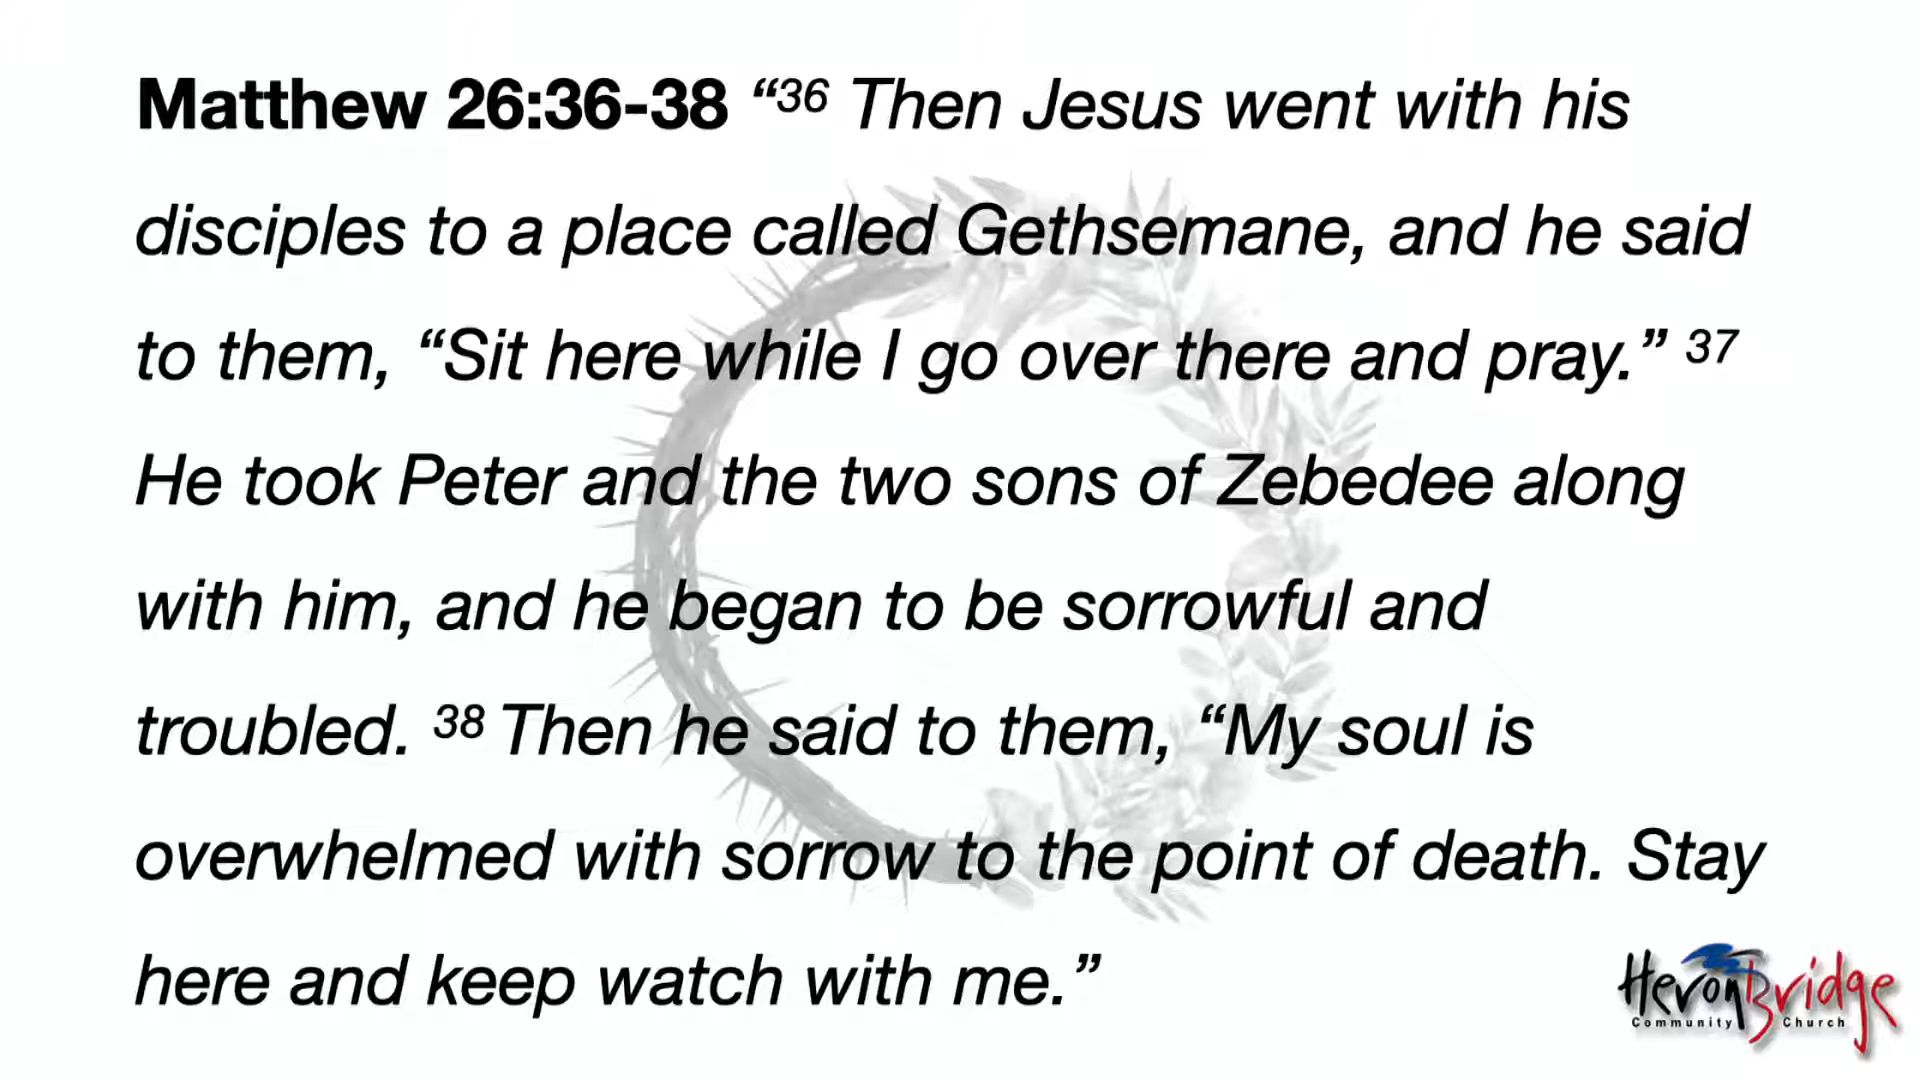 Matthew 26:36-38 “36 Then Jesus went with his
disciples to a place called Gethsemane, and he said
to them, “Sit here while I go over there and pray.” 37
He took Peter and the two sons of Zebedee along
with him, and he began to be sorrowful and
troubled. 38 Then he said to them, “My soul is
overwhelmed with sorrow to the point of death. Stay
here and keep watch with me.”
HeronBridge
Community Church